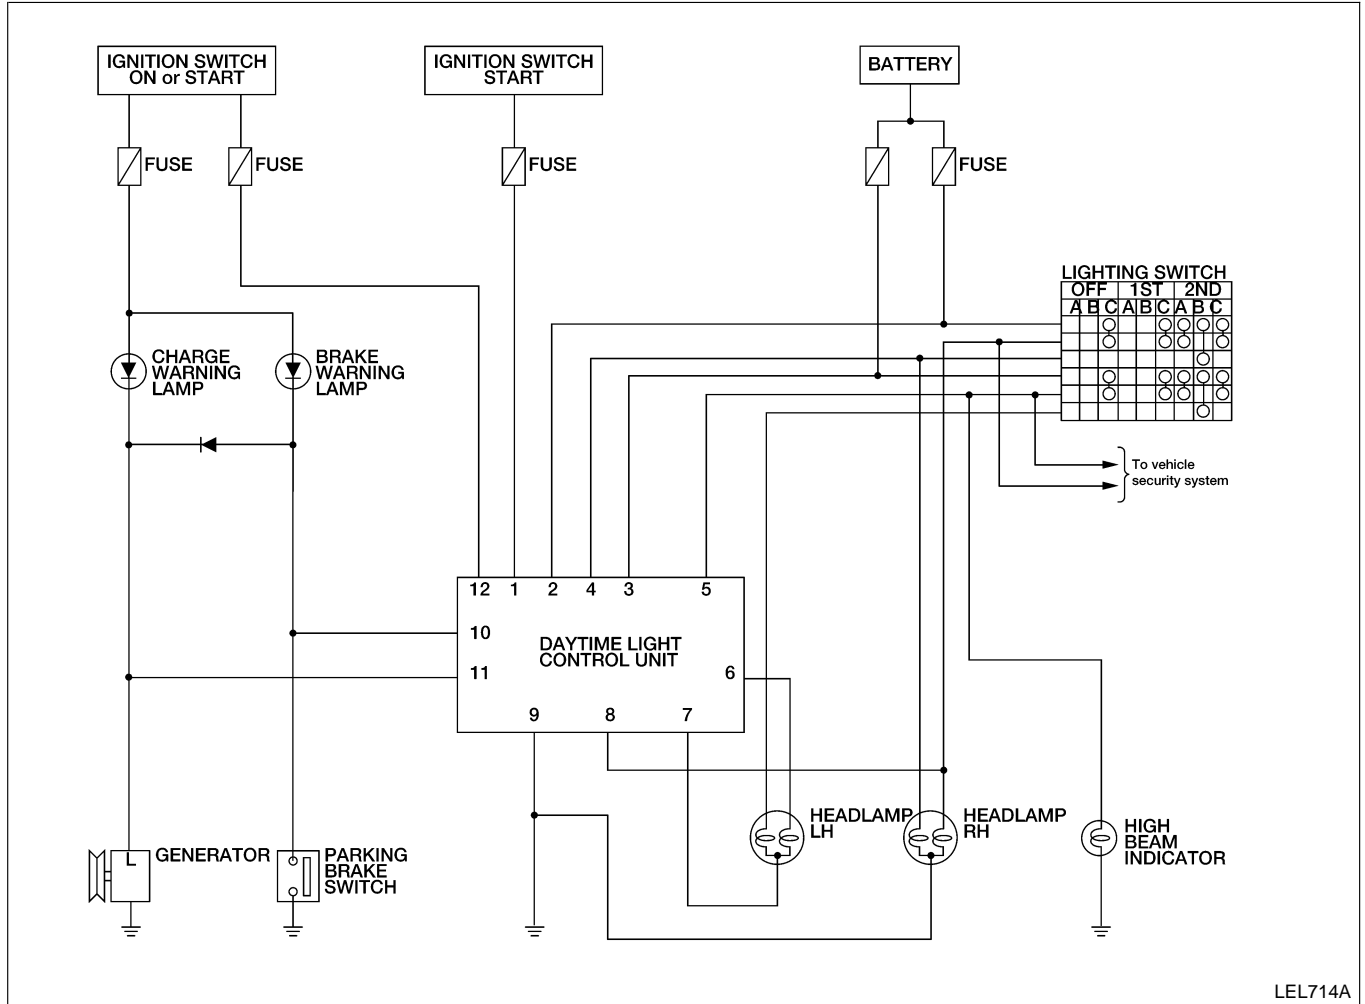 IGNITION SWITCH
ON or START
IGNITION SWITCH
START
BATTERY
FUSE
FUSE
FUSE
FUSE
LIGHTING SWITCH
OFF 1ST 2ND
A B C A B C A B C
CHARGE
WARNING
LAMP
BRAKE
WARNING
LAMP
To vehicle
security system
12 1 2 4 3 5
10
DAYTIME LIGHT
CONTROL UNIT
11
6
9 8 7
HEADLAMP
LH
HEADLAMP
RH
HIGH
BEAM
INDICATOR
L
GENERATOR
PARKING
BRAKE
SWITCH
LEL714A